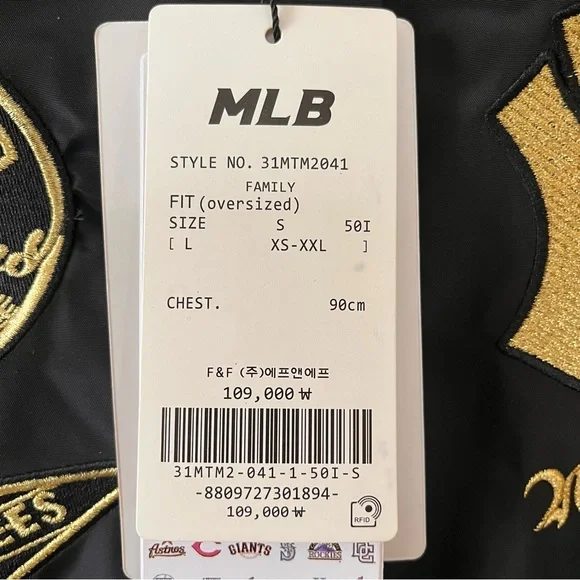 MLB
STYLE NO. 31MTM2041
FAMILY
FIT (oversized)
SIZE S 50I
[ L XS-XXL ]
CHEST. 90cm
F&F (주)에프앤에프
109,000 ₩
31MTM2-041-1-50I-S
-8809727301894-
109,000 ₩
RFID
Astros C GIANTS S ROCKIES
EES